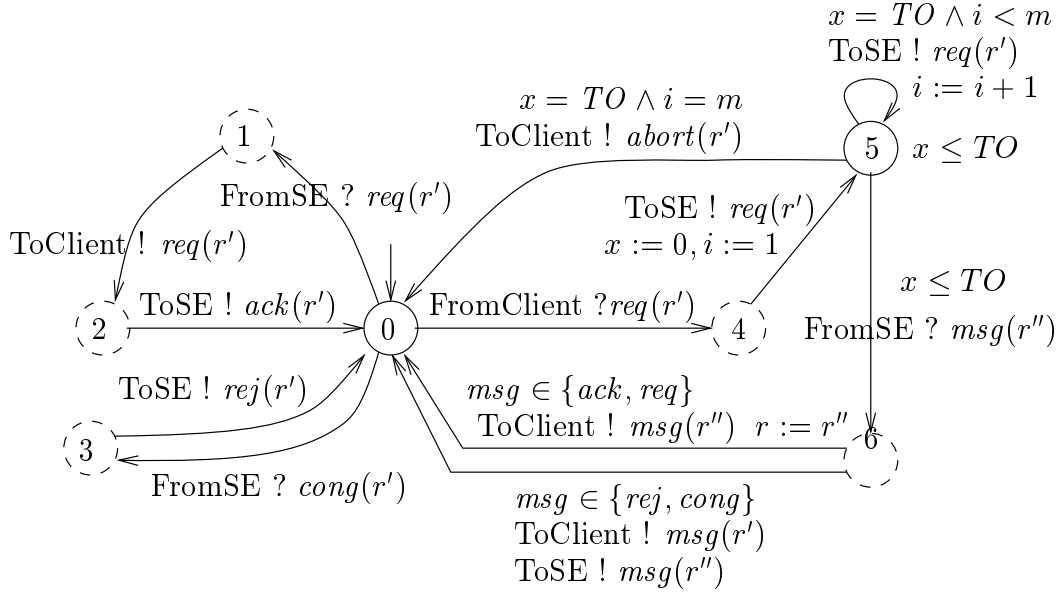 x = TO ∧ i < m
ToSE ! req(r′)
i := i + 1
x = TO ∧ i = m
ToClient ! abort(r′)
1
5
x ≤ TO
FromSE ? req(r′)
ToSE ! req(r′)
x := 0, i := 1
ToClient ! req(r′)
x ≤ TO
ToSE ! ack(r′)
FromClient ?req(r′)
2
0
4
FromSE ? msg(r″)
ToSE ! rej(r′)
msg ∈ {ack, req}
ToClient ! msg(r″) r := r″
3
6
FromSE ? cong(r′)
msg ∈ {rej, cong}
ToClient ! msg(r′)
ToSE ! msg(r″)